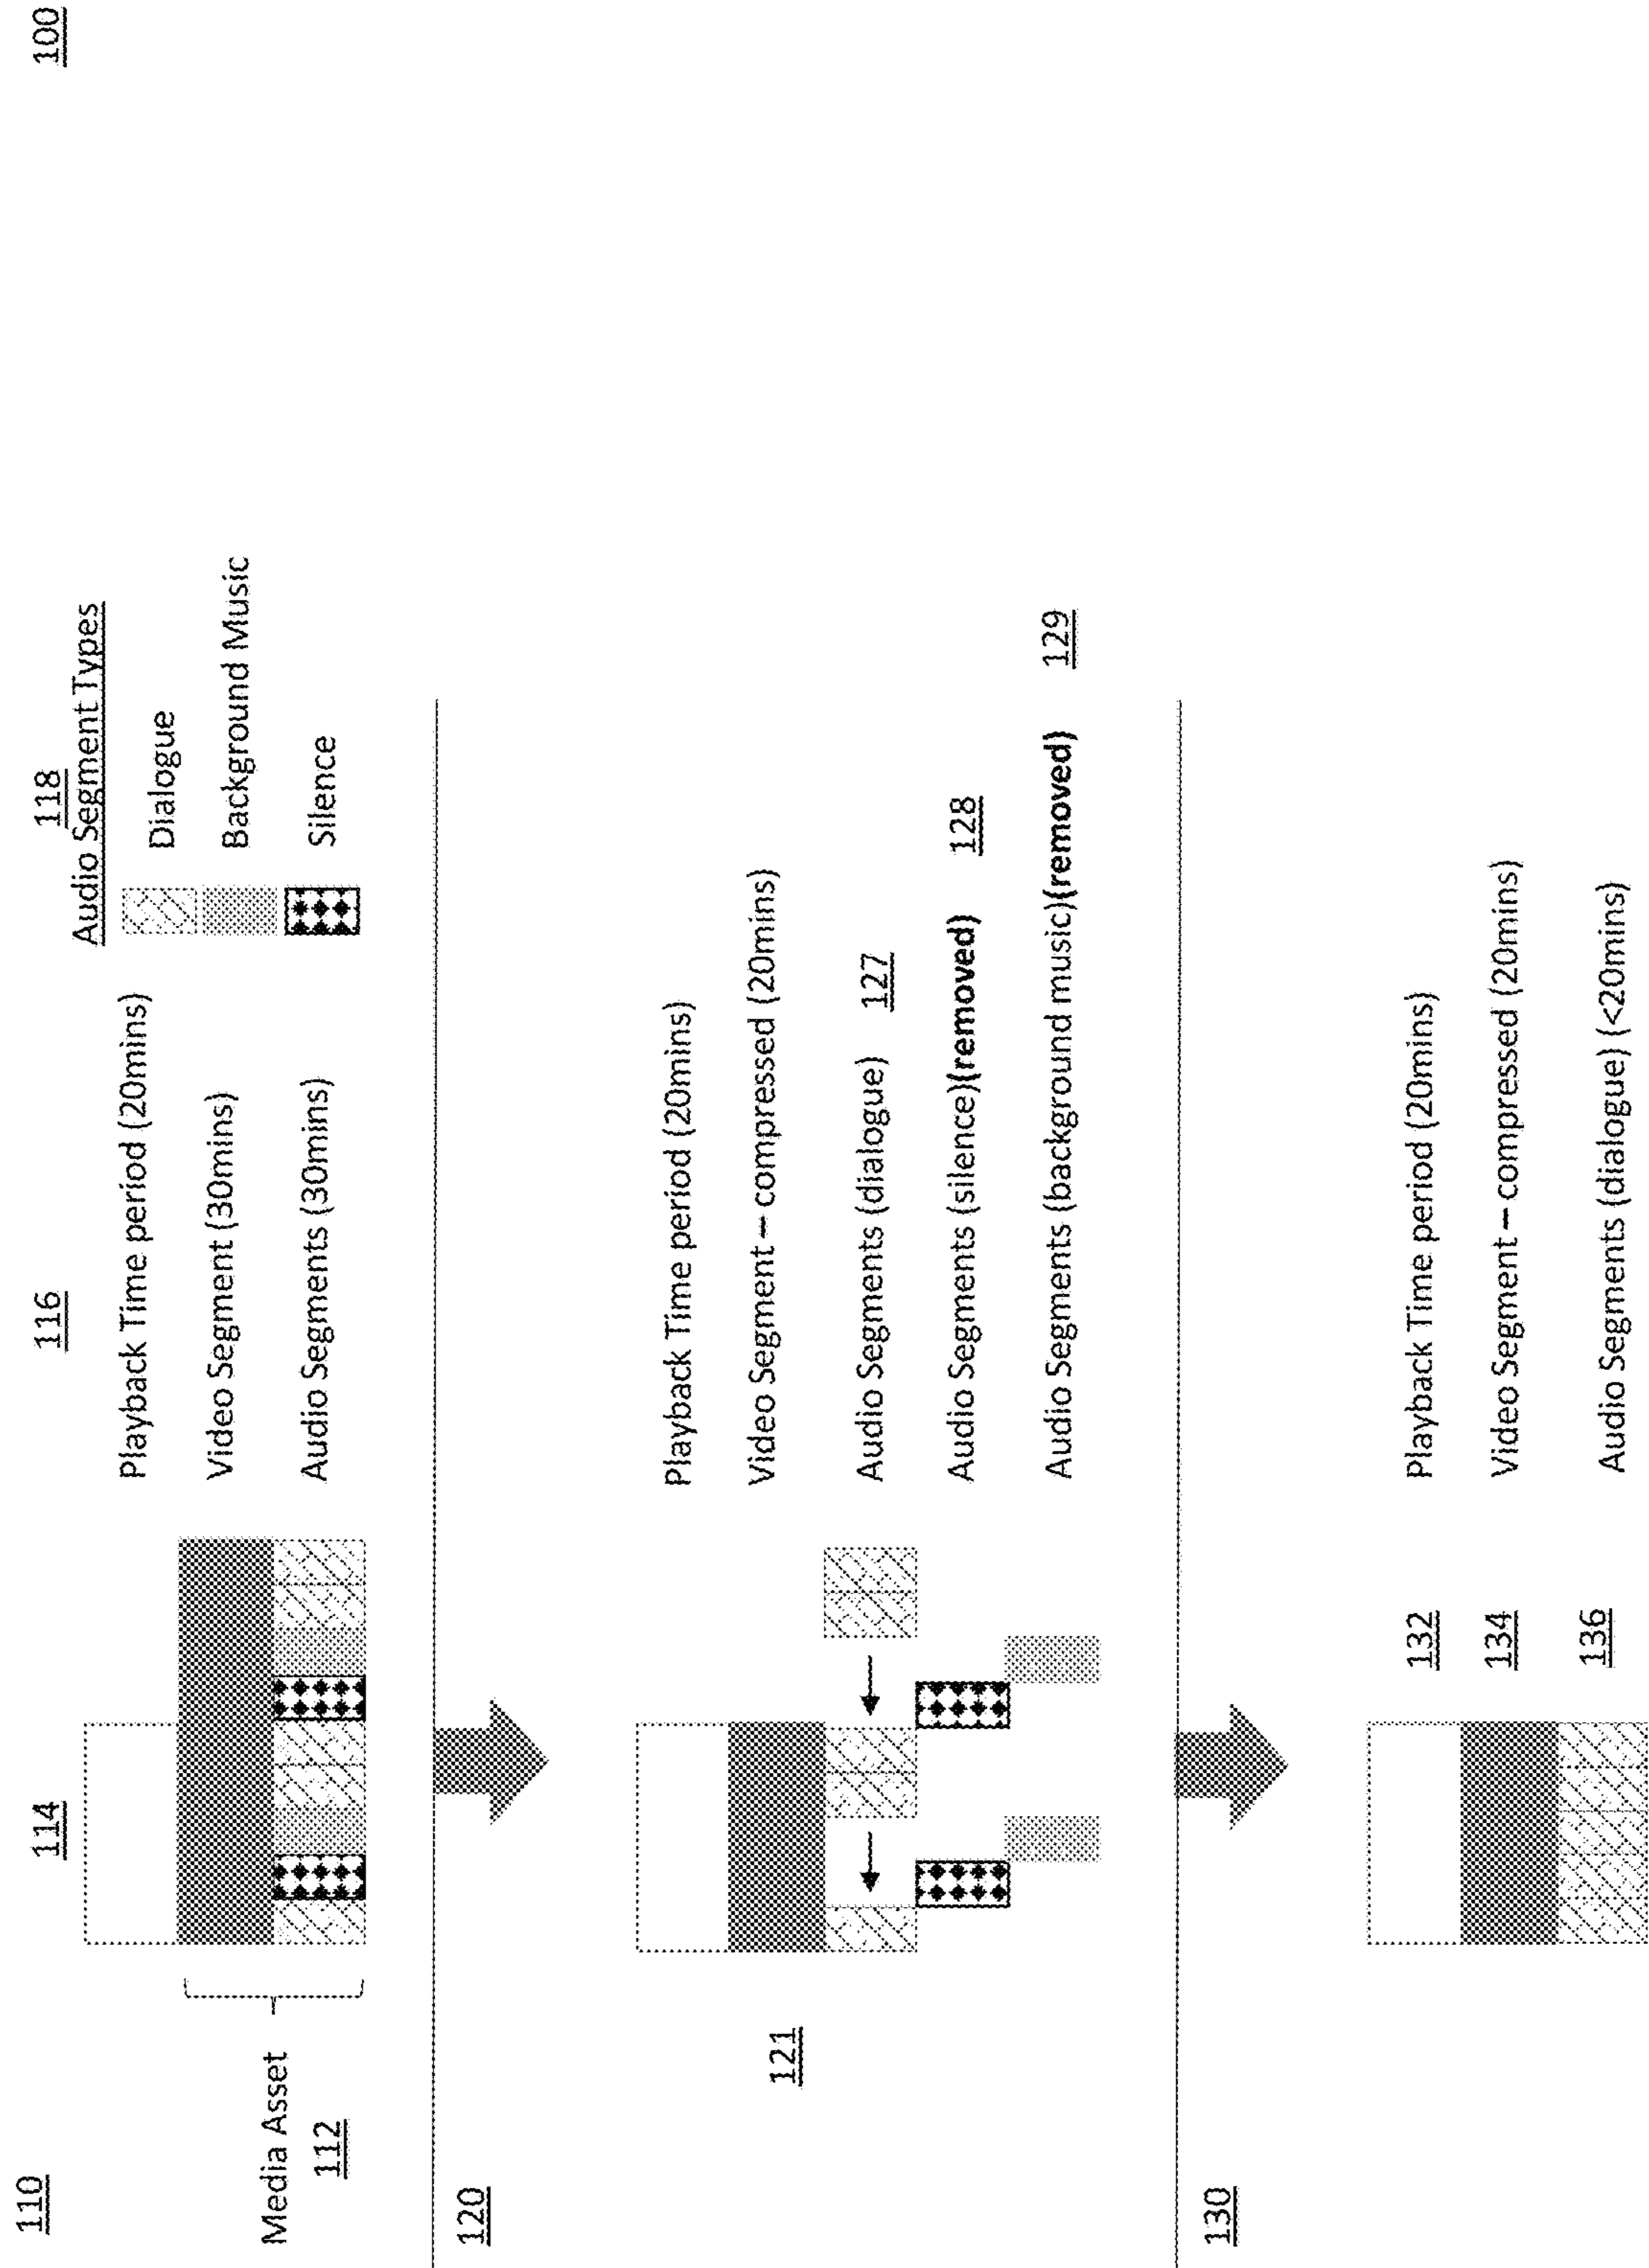 100
110
114
116
118
Audio Segment Types
Playback Time period (20mins)
Dialogue
Video Segment (30mins)
Background Music
Media Asset
112
Audio Segments (30mins)
Silence
120
Playback Time period (20mins)
121
Video Segment – compressed (20mins)
Audio Segments (dialogue) 127
Audio Segments (silence)(removed) 128
Audio Segments (background music)(removed) 129
130
132 Playback Time period (20mins)
134 Video Segment – compressed (20mins)
136 Audio Segments (dialogue) (<20mins)